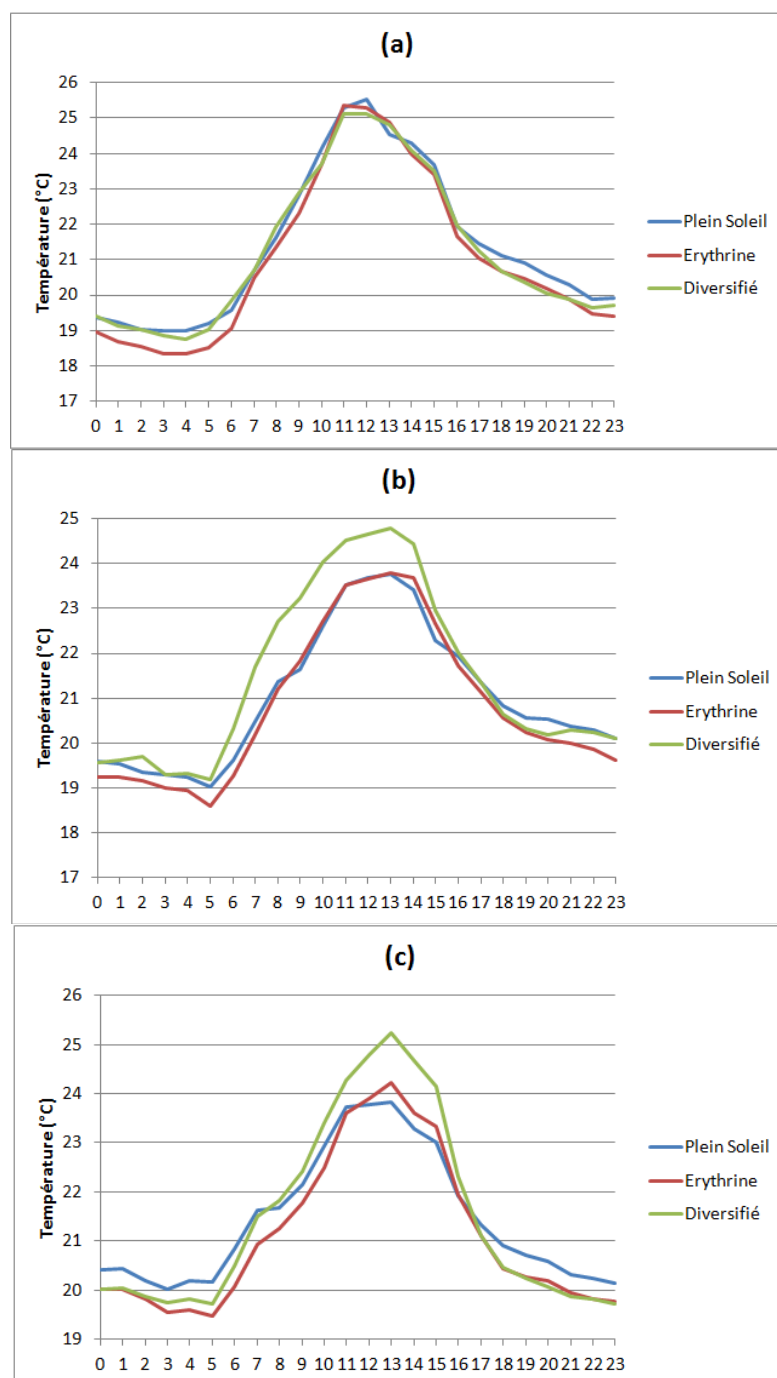 (a)
Température (°C)
26
25
24
23
22
21
20
19
18
17
0 1 2 3 4 5 6 7 8 9 10 11 12 13 14 15 16 17 18 19 20 21 22 23
Plein Soleil
Erythrine
Diversifié
(b)
Température (°C)
25
24
23
22
21
20
19
18
17
0 1 2 3 4 5 6 7 8 9 10 11 12 13 14 15 16 17 18 19 20 21 22 23
Plein Soleil
Erythrine
Diversifié
(c)
Température (°C)
26
25
24
23
22
21
20
19
0 1 2 3 4 5 6 7 8 9 10 11 12 13 14 15 16 17 18 19 20 21 22 23
Plein Soleil
Erythrine
Diversifié